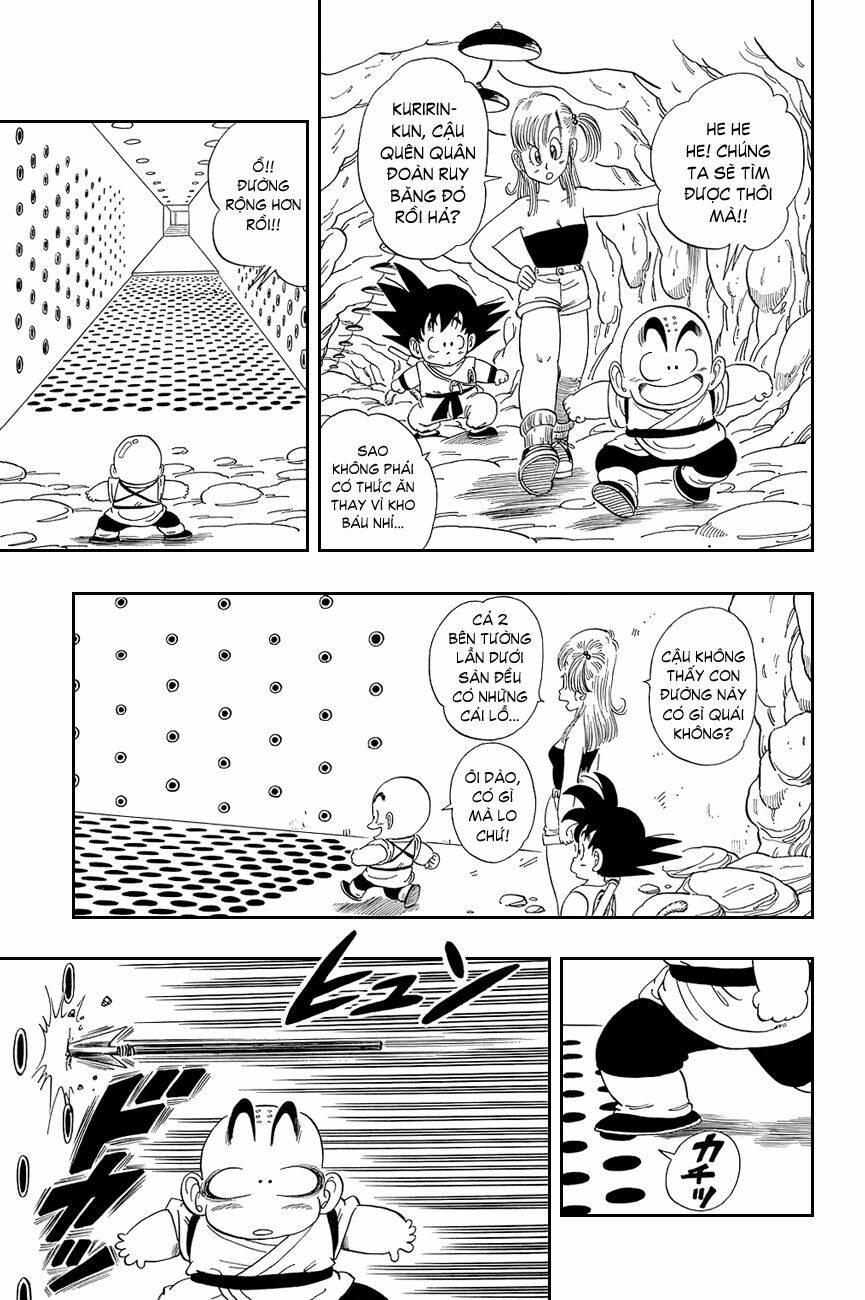 HE HE
HE! CHÚNG
TA SẼ TÌM
ĐƯỢC THÔI
MÀ!!
KURIRIN-
KUN, CẬU
QUÊN QUÂN
ĐOÀN RUY
BĂNG ĐÓ
RỒI HẢ?
SAO
KHÔNG PHẢI
CÓ THỨC ĂN
THAY VÌ KHO
BÁU NHỈ...
Ồ!!
ĐƯỜNG
RỘNG HƠN
RỒI!!
CẬU KHÔNG
THẤY CON
ĐƯỜNG NÀY
CÓ GÌ QUÁI
KHÔNG?
CẢ 2
BÊN TƯỜNG
LẪN DƯỚI
SÀN ĐỀU
CÓ NHỮNG
CÁI LỖ...
ÔI DÀO,
CÓ GÌ
MÀ LO
CHỨ!
カチッ
ヒュン
ドカッ